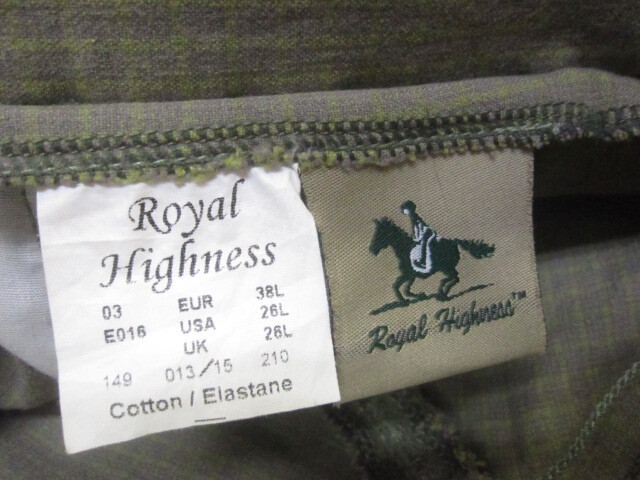 Royal
Highness
03 EUR 38L
E016 USA 26L
UK 26L
149 013/15 210
Cotton / Elastane
Royal Highness™